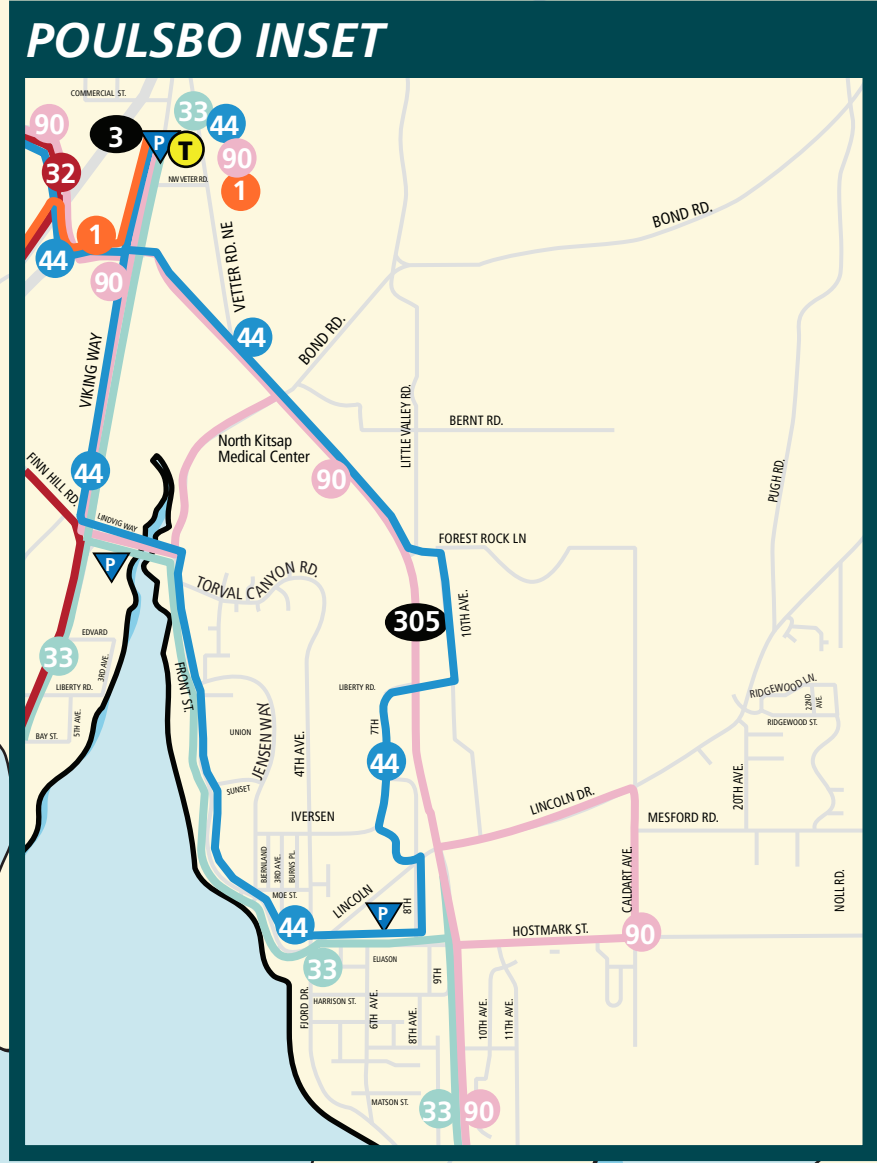 POULSBO INSET
COMMERCIAL ST.
90
3
P
T
33
44
90
1
32
NW VETER RD.
1
44
90
VETTER RD. NE
BOND RD.
44
BOND RD.
VIKING WAY
LITTLE VALLEY RD.
BERNT RD.
North Kitsap
Medical Center
90
PUGH RD.
FINN HILL RD.
44
LINDVIG WAY
P
FOREST ROCK LN
TORVAL CANYON RD.
305
10TH AVE.
EDVARD
33
3RD AVE.
LIBERTY RD.
5TH AVE.
BAY ST.
FRONT ST.
LIBERTY RD.
7TH
RIDGEWOOD LN.
22ND
AVE.
RIDGEWOOD ST.
UNION
JENSEN WAY
4TH AVE.
44
SUNSET
20TH AVE.
LINCOLN DR.
IVERSEN
MESFORD RD.
BJERNLAND
3RD AVE.
BURNS PL.
MOE ST.
LINCOLN
P
8TH
CALDART AVE.
NOLL RD.
44
HOSTMARK ST.
90
33
ELIASON
9TH
FJORD DR.
HARRISON ST.
6TH AVE.
8TH AVE.
10TH AVE.
11TH AVE.
MATSON ST.
33
90